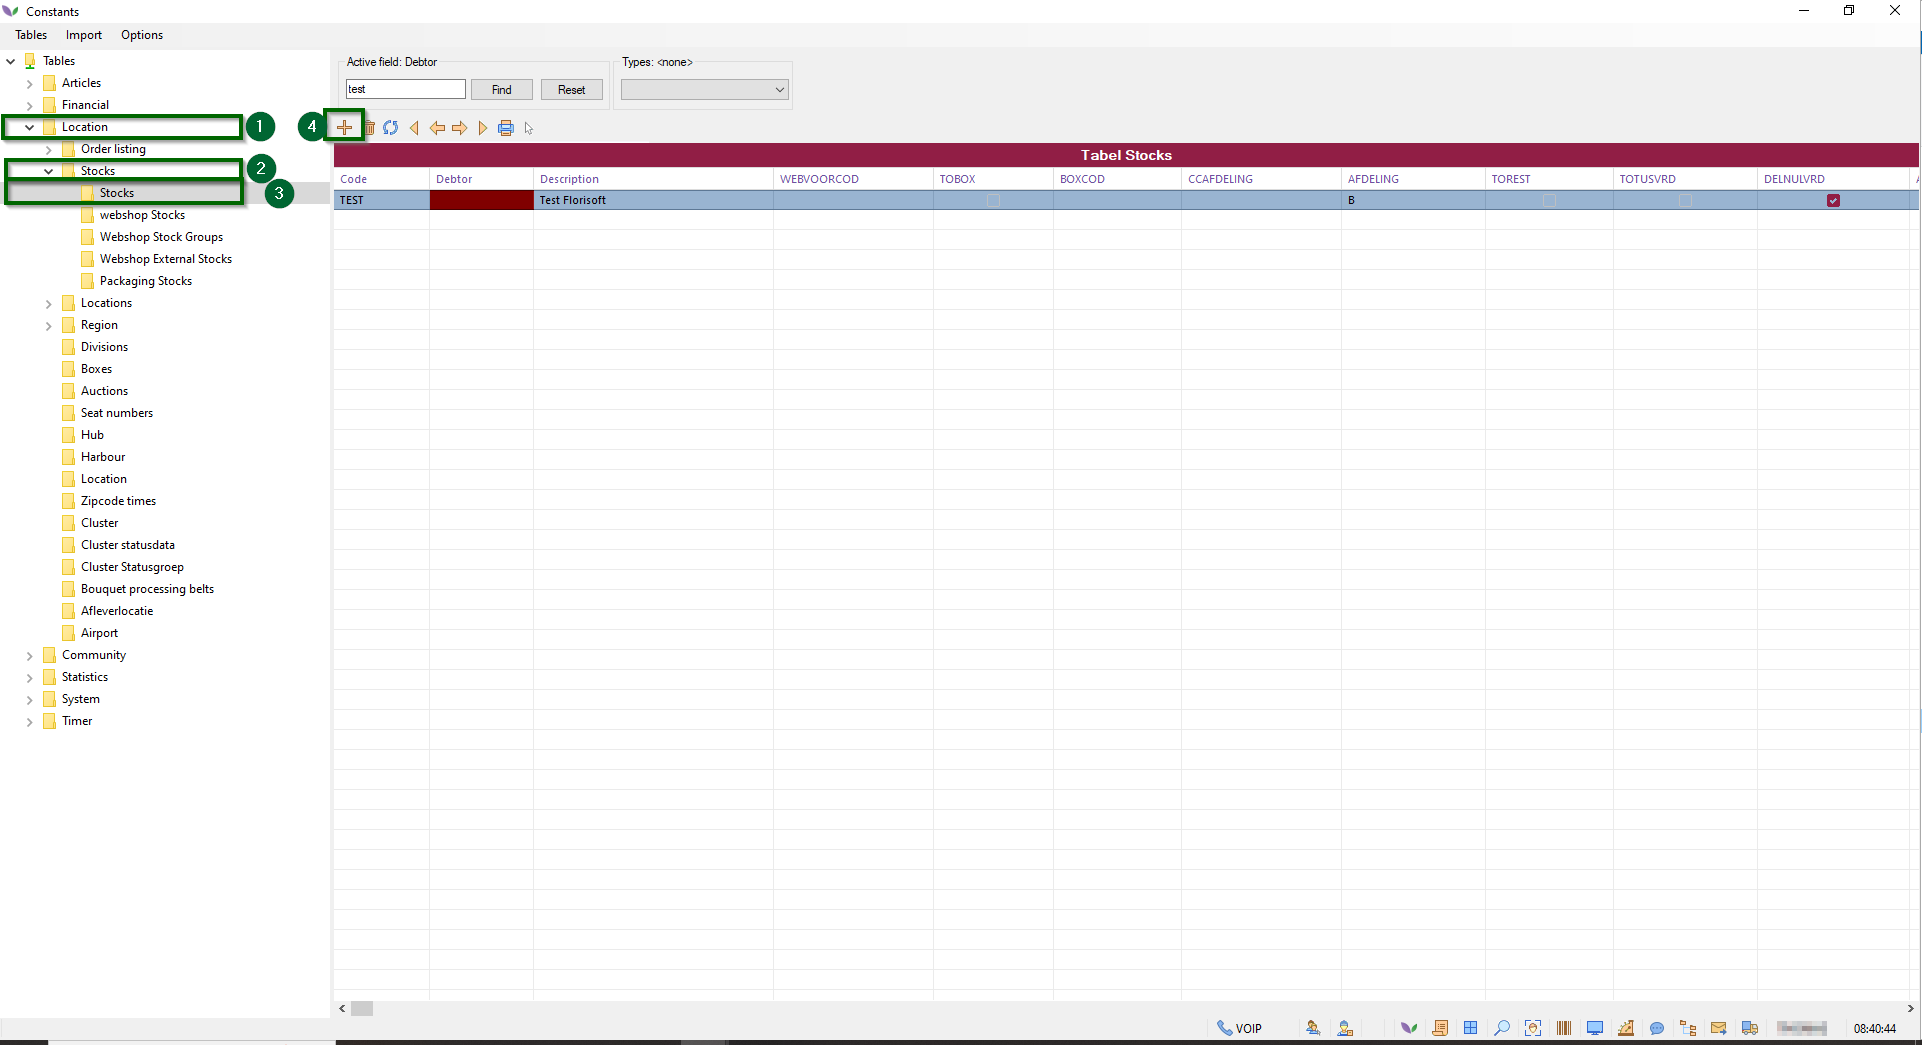 Constants
Tables Import Options
Tables
Articles
Financial
Location 1
Order listing
Stocks 2
Stocks 3
webshop Stocks
Webshop Stock Groups
Webshop External Stocks
Packaging Stocks
Locations
Region
Divisions
Boxes
Auctions
Seat numbers
Hub
Harbour
Location
Zipcode times
Cluster
Cluster statusdata
Cluster Statusgroep
Bouquet processing belts
Afleverlocatie
Airport
Community
Statistics
System
Timer
Active field: Debtor Types: <none>
test Find Reset
4
Tabel Stocks
Code Debtor Description WEBVOORCOD TOBOX BOXCOD CCAFDELING AFDELING TOREST TOTUSVRD DELNULVRD
TEST Test Florisoft B
VOIP 08:40:44